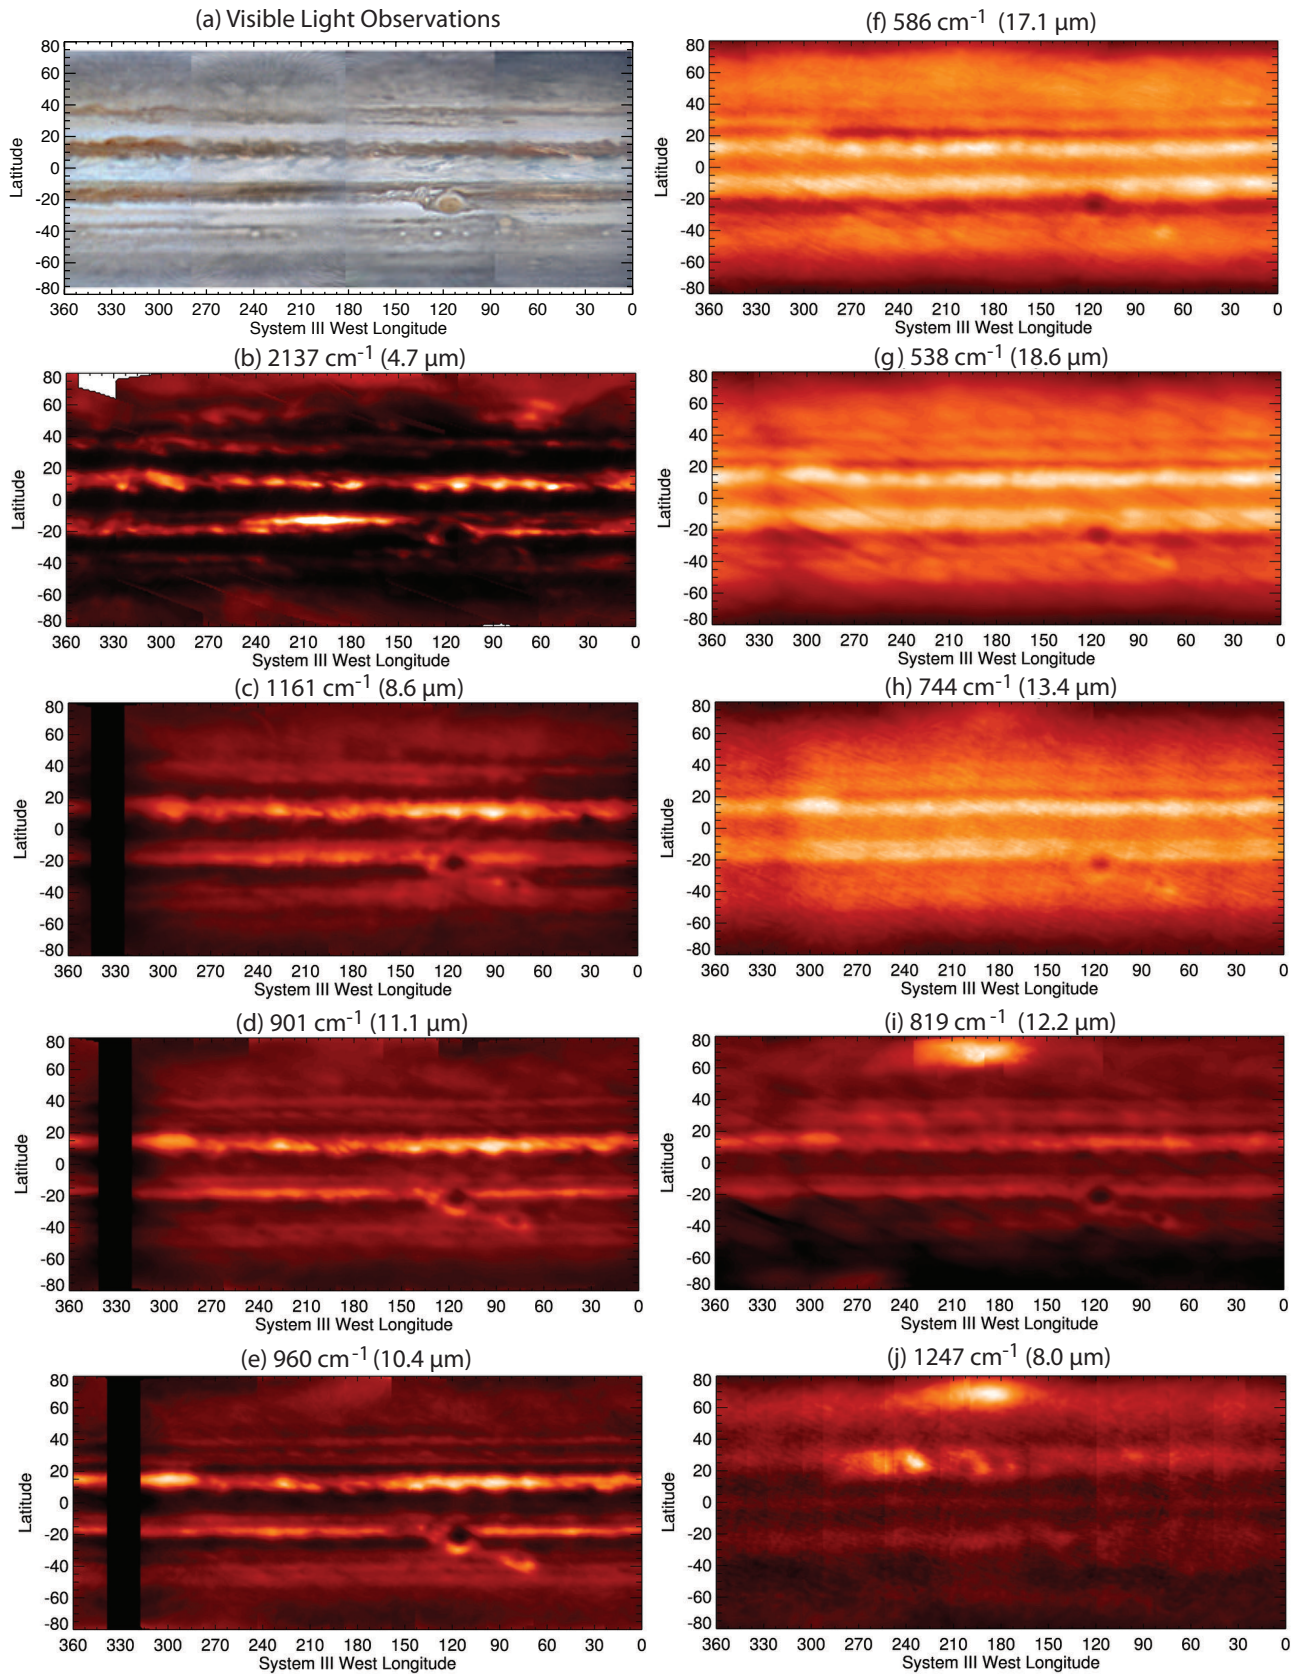 (a) Visible Light Observations
80
60
40
20
0
-20
-40
-60
-80
Latitude
360 330 300 270 240 210 180 150 120 90 60 30 0
System III West Longitude
(b) 2137 cm-1 (4.7 µm)
80
60
40
20
0
-20
-40
-60
-80
Latitude
360 330 300 270 240 210 180 150 120 90 60 30 0
System III West Longitude
(c) 1161 cm-1 (8.6 µm)
80
60
40
20
0
-20
-40
-60
-80
Latitude
360 330 300 270 240 210 180 150 120 90 60 30 0
System III West Longitude
(d) 901 cm-1 (11.1 µm)
80
60
40
20
0
-20
-40
-60
-80
Latitude
360 330 300 270 240 210 180 150 120 90 60 30 0
System III West Longitude
(e) 960 cm-1 (10.4 µm)
80
60
40
20
0
-20
-40
-60
-80
Latitude
360 330 300 270 240 210 180 150 120 90 60 30 0
System III West Longitude
(f) 586 cm-1 (17.1 µm)
80
60
40
20
0
-20
-40
-60
-80
Latitude
360 330 300 270 240 210 180 150 120 90 60 30 0
System III West Longitude
(g) 538 cm-1 (18.6 µm)
80
60
40
20
0
-20
-40
-60
-80
Latitude
360 330 300 270 240 210 180 150 120 90 60 30 0
System III West Longitude
(h) 744 cm-1 (13.4 µm)
80
60
40
20
0
-20
-40
-60
-80
Latitude
360 330 300 270 240 210 180 150 120 90 60 30 0
System III West Longitude
(i) 819 cm-1 (12.2 µm)
80
60
40
20
0
-20
-40
-60
-80
Latitude
360 330 300 270 240 210 180 150 120 90 60 30 0
System III West Longitude
(j) 1247 cm-1 (8.0 µm)
80
60
40
20
0
-20
-40
-60
-80
Latitude
360 330 300 270 240 210 180 150 120 90 60 30 0
System III West Longitude